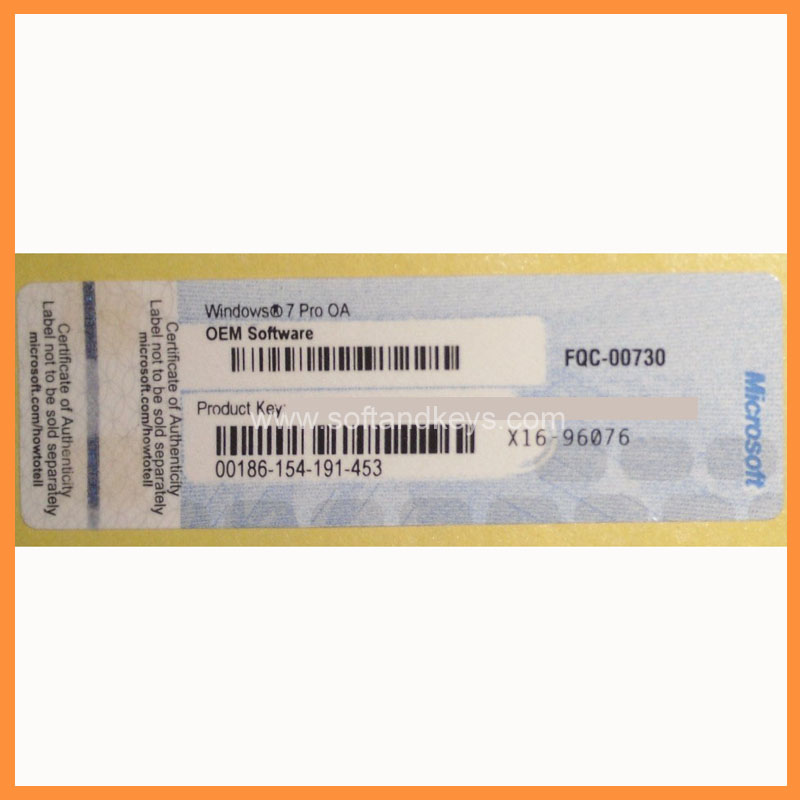 Certificate of Authenticity
Label not to be sold separately
microsoft.com/howtotell
Certificate of Authenticity
Label not to be sold separately
microsoft.com/howtotell
Windows® 7 Pro OA
OEM Software
FQC-00730
Product Key:
www.softandkeys.com
X16-96076
00186-154-191-453
Microsoft